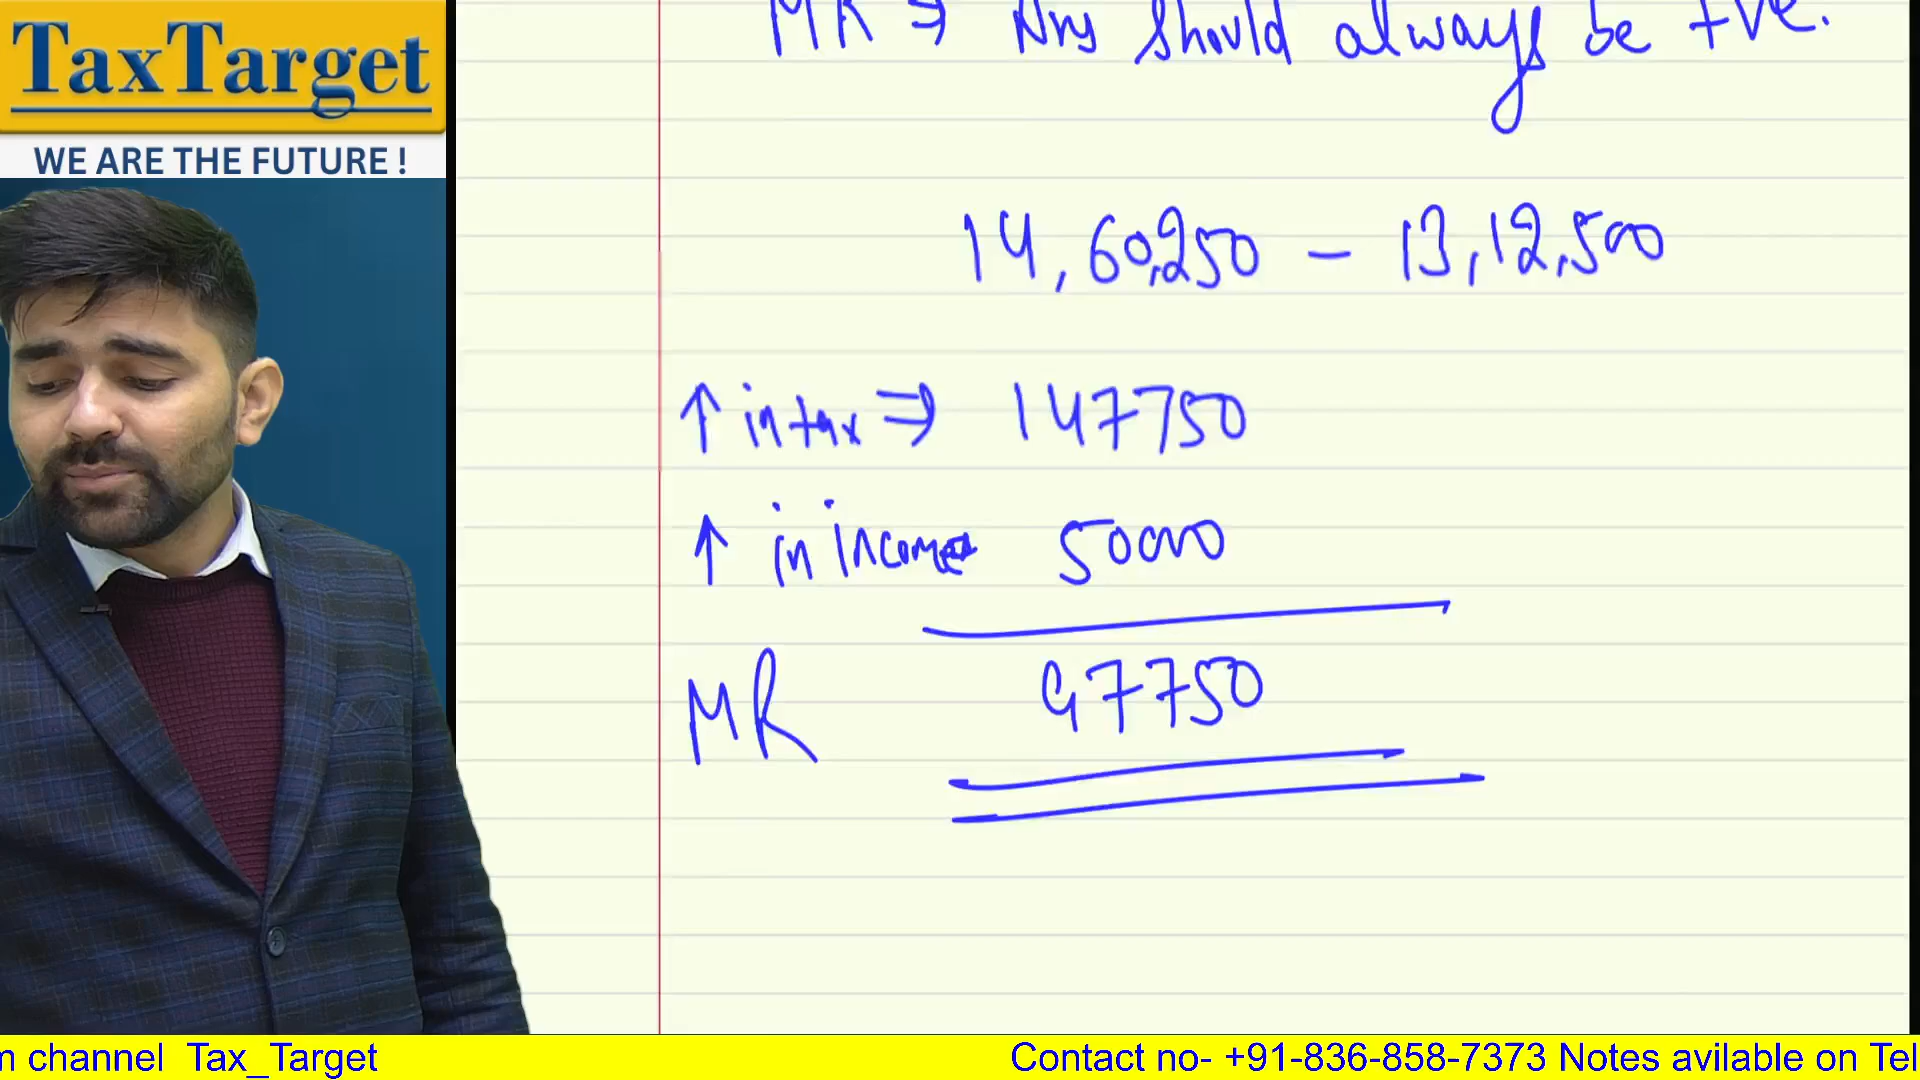 TaxTarget
WE ARE THE FUTURE !
MR ⇒ Ans should always be +ve.
14,60,250 – 13,12,500
↑ in tax ⇒ 147750
↑ in income 50000
MR 97750
m channel Tax_Target
Contact no- +91-836-858-7373 Notes avilable on Tel